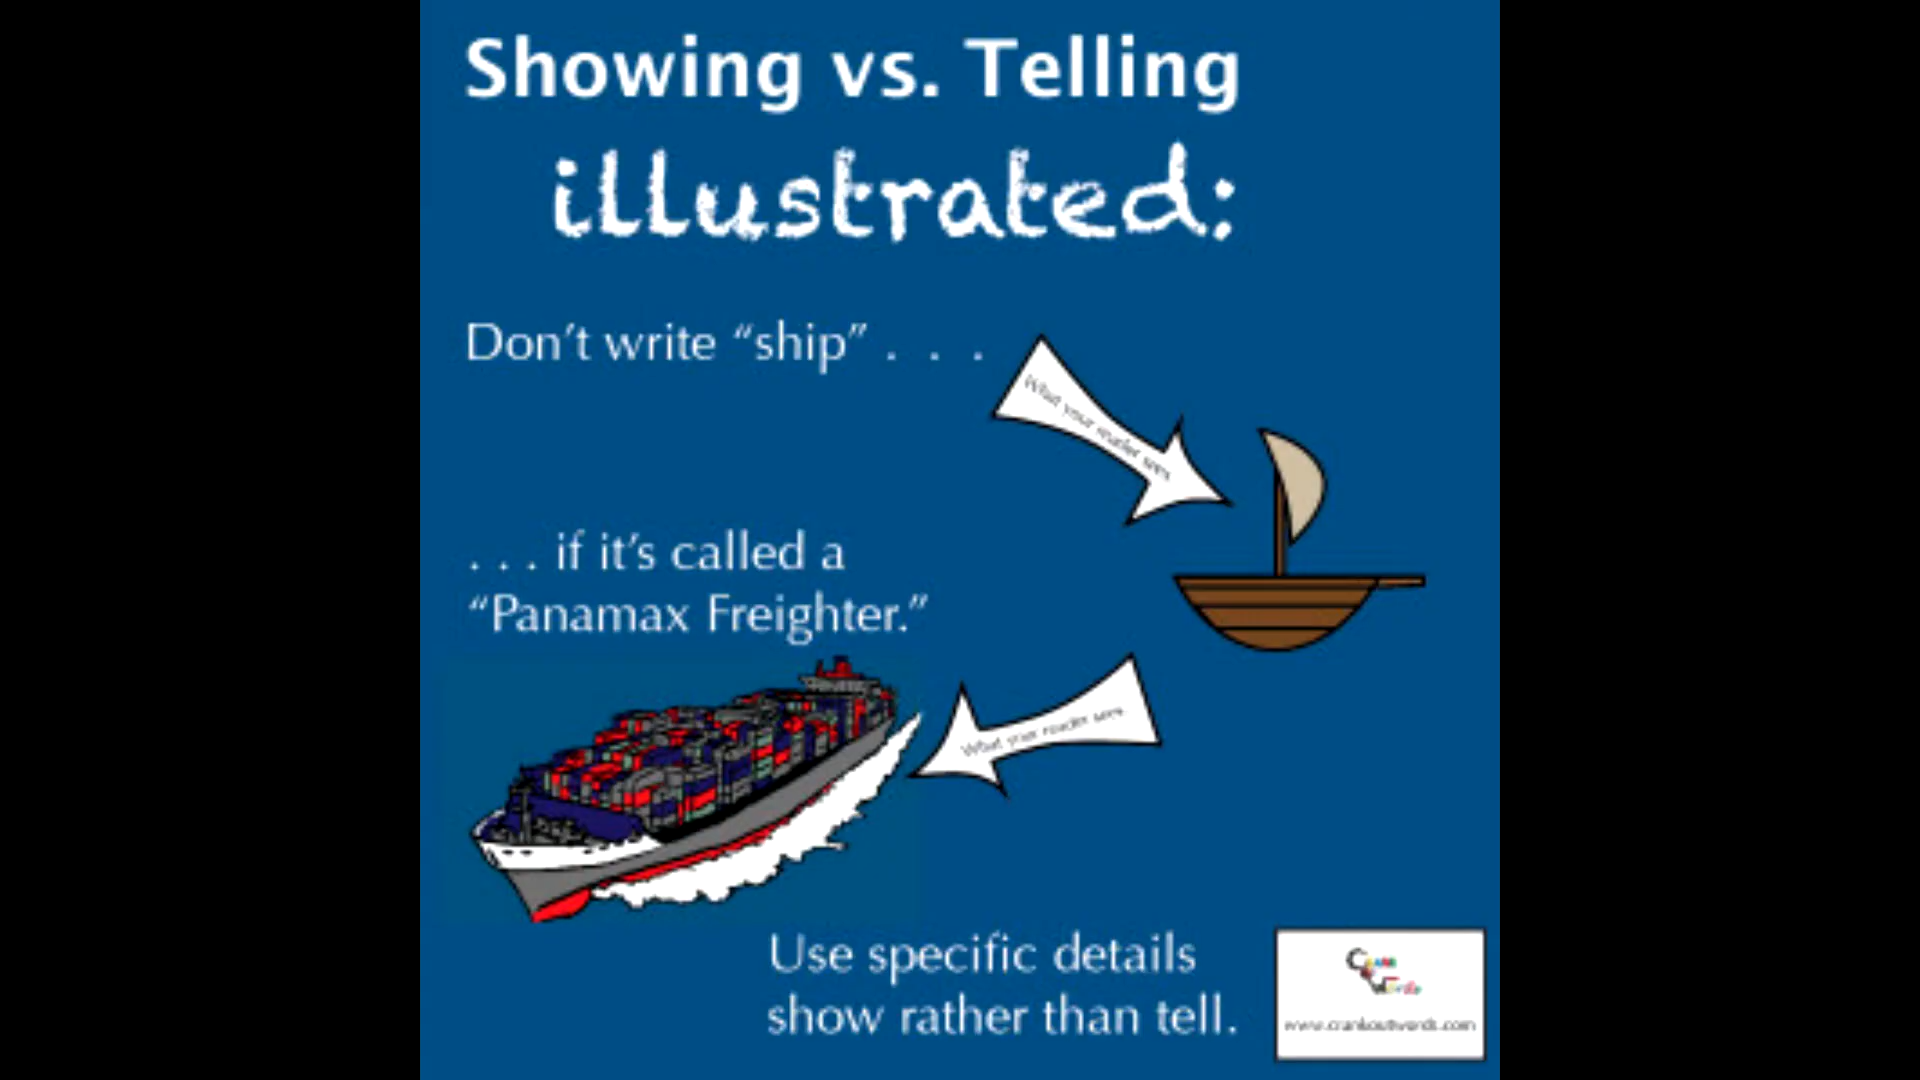 Showing vs. Telling
illustrated:
Don't write “ship” . . .
What your reader sees
. . . if it's called a
“Panamax Freighter.”
What your reader sees
Use specific details
show rather than tell.
www.crankoutwords.com